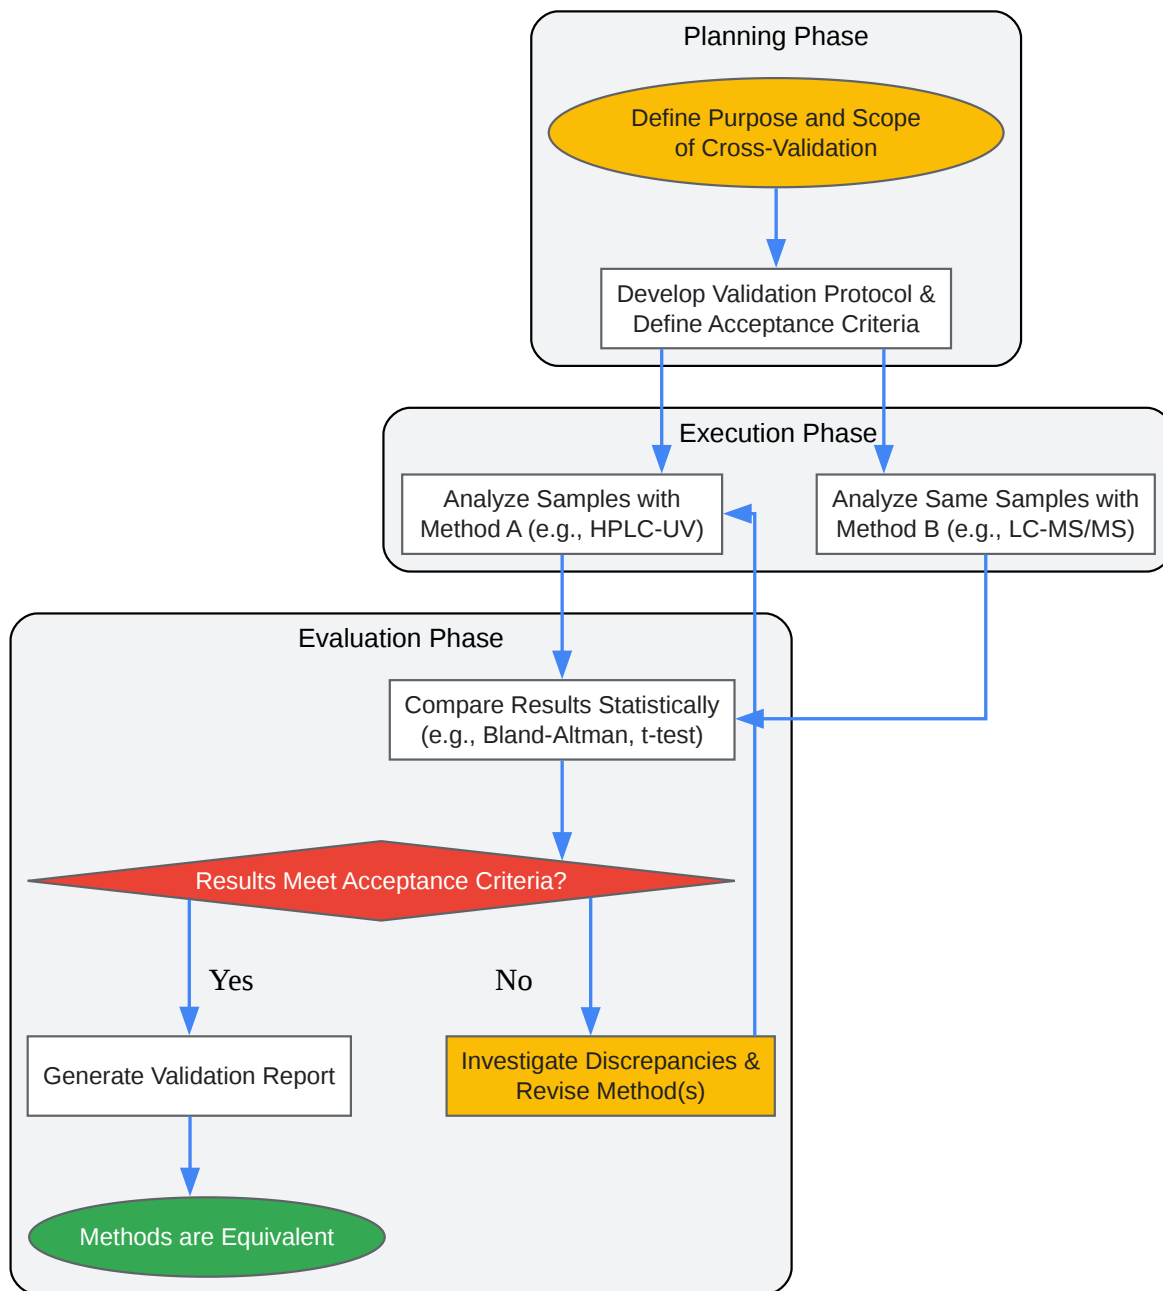 Planning Phase
Define Purpose and Scope
of Cross-Validation
Develop Validation Protocol &
Define Acceptance Criteria
Execution Phase
Analyze Samples with
Method A (e.g., HPLC-UV)
Analyze Same Samples with
Method B (e.g., LC-MS/MS)
Evaluation Phase
Compare Results Statistically
(e.g., Bland-Altman, t-test)
Results Meet Acceptance Criteria?
Yes
No
Generate Validation Report
Investigate Discrepancies &
Revise Method(s)
Methods are Equivalent